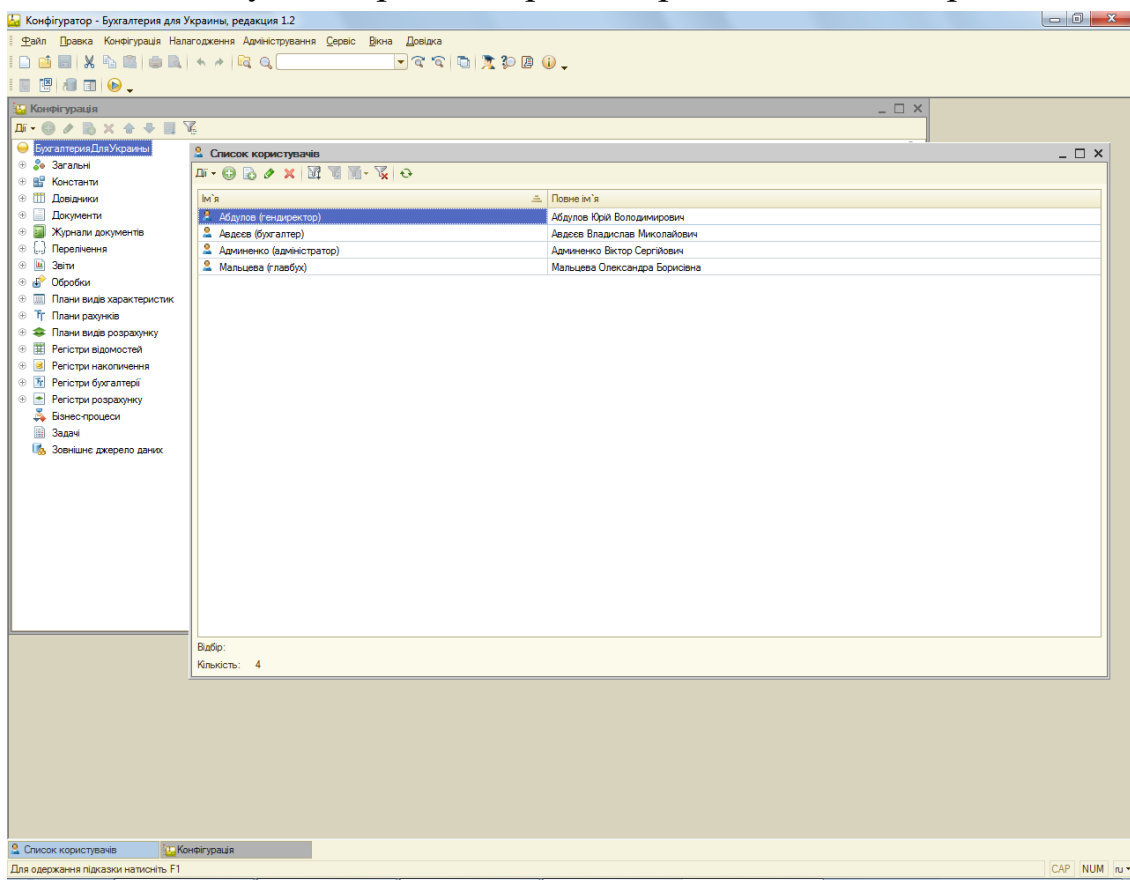 Конфігуратор - Бухгалтерия для Украины, редакция 1.2
Файл Правка Конфігурація Налагодження Адміністрування Сервіс Вікна Довідка
Конфігурація
Дії
БухгалтерияДляУкраины
Загальні
Константи
Довідники
Документи
Журнали документів
Перелічення
Звіти
Обробки
Плани видів характеристик
Плани рахунків
Плани видів розрахунку
Регістри відомостей
Регістри накопичення
Регістри бухгалтерії
Регістри розрахунку
Бізнес-процеси
Задачі
Зовнішнє джерело даних
Список користувачів
Дії
Ім`я Повне ім`я
Абдулов (гендиректор) Абдулов Юрій Володимирович
Авдєєв (бухгалтер) Авдєєв Владислав Миколайович
Админенко (адміністратор) Админенко Віктор Сергійович
Мальцева (главбух) Мальцева Олександра Борисівна
Відбір:
Кількість: 4
Список користувачів Конфігурація
Для одержання підказки натисніть F1 CAP NUM ru